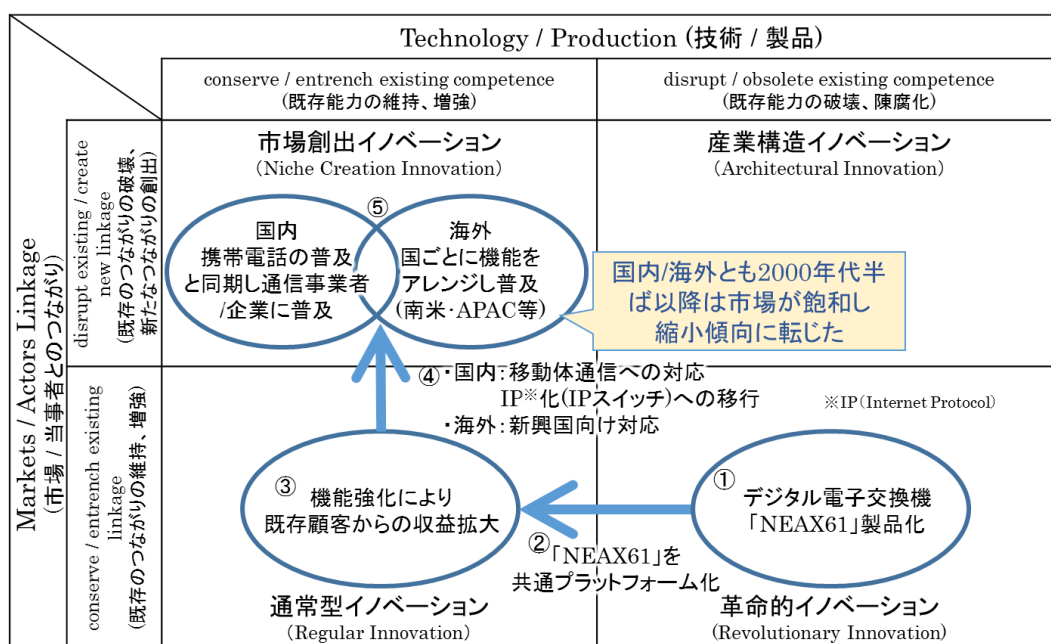 Technology / Production (技術 / 製品)
conserve / entrench existing competence
(既存能力の維持、増強)
disrupt / obsolete existing competence
(既存能力の破壊、陳腐化)
Markets / Actors Linkage
(市場 / 当事者とのつながり)
disrupt existing / create
new linkage
(既存のつながりの破壊、
新たなつながりの創出)
市場創出イノベーション
(Niche Creation Innovation)
産業構造イノベーション
(Architectural Innovation)
⑤
国内
携帯電話の普及
と同期し通信事業者
/企業に普及
海外
国ごとに機能を
アレンジし普及
(南米・APAC等)
国内/海外とも2000年代半
ば以降は市場が飽和し
縮小傾向に転じた
conserve / entrench existing
linkage
(既存のつながりの維持、増強)
④・国内:移動体通信への対応
IP※化(IPスイッチ)への移行
・海外:新興国向け対応
※IP(Internet Protocol)
③ 機能強化により
既存顧客からの収益拡大
① デジタル電子交換機
「NEAX61」製品化
②「NEAX61」を
共通プラットフォーム化
通常型イノベーション
(Regular Innovation)
革命的イノベーション
(Revolutionary Innovation)